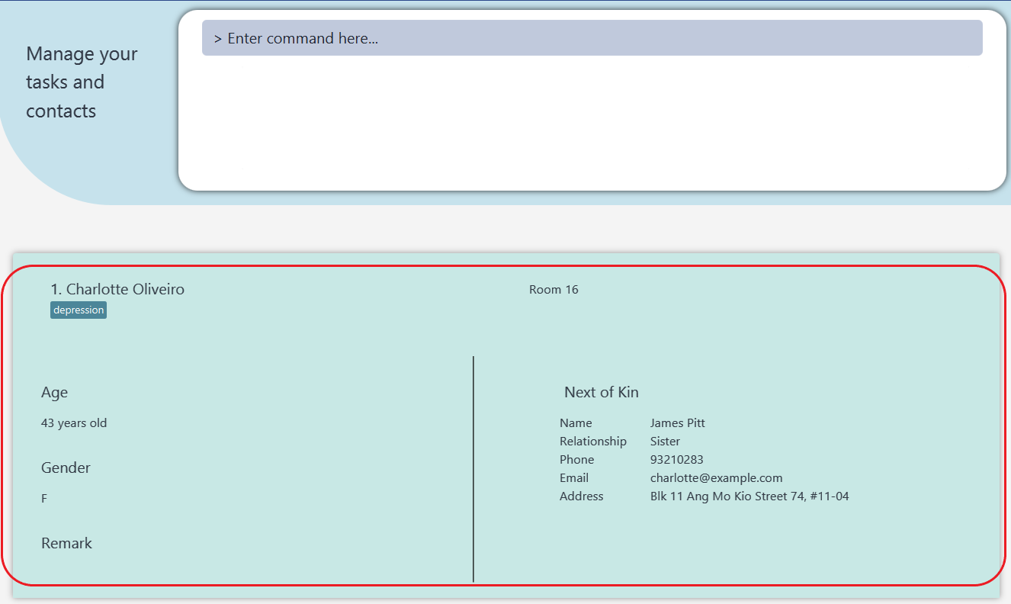 Manage your
tasks and
contacts
> Enter command here...
1. Charlotte Oliveiro
Room 16
depression
Age
43 years old
Gender
F
Remark
Next of Kin
Name James Pitt
Relationship Sister
Phone 93210283
Email charlotte@example.com
Address Blk 11 Ang Mo Kio Street 74, #11-04